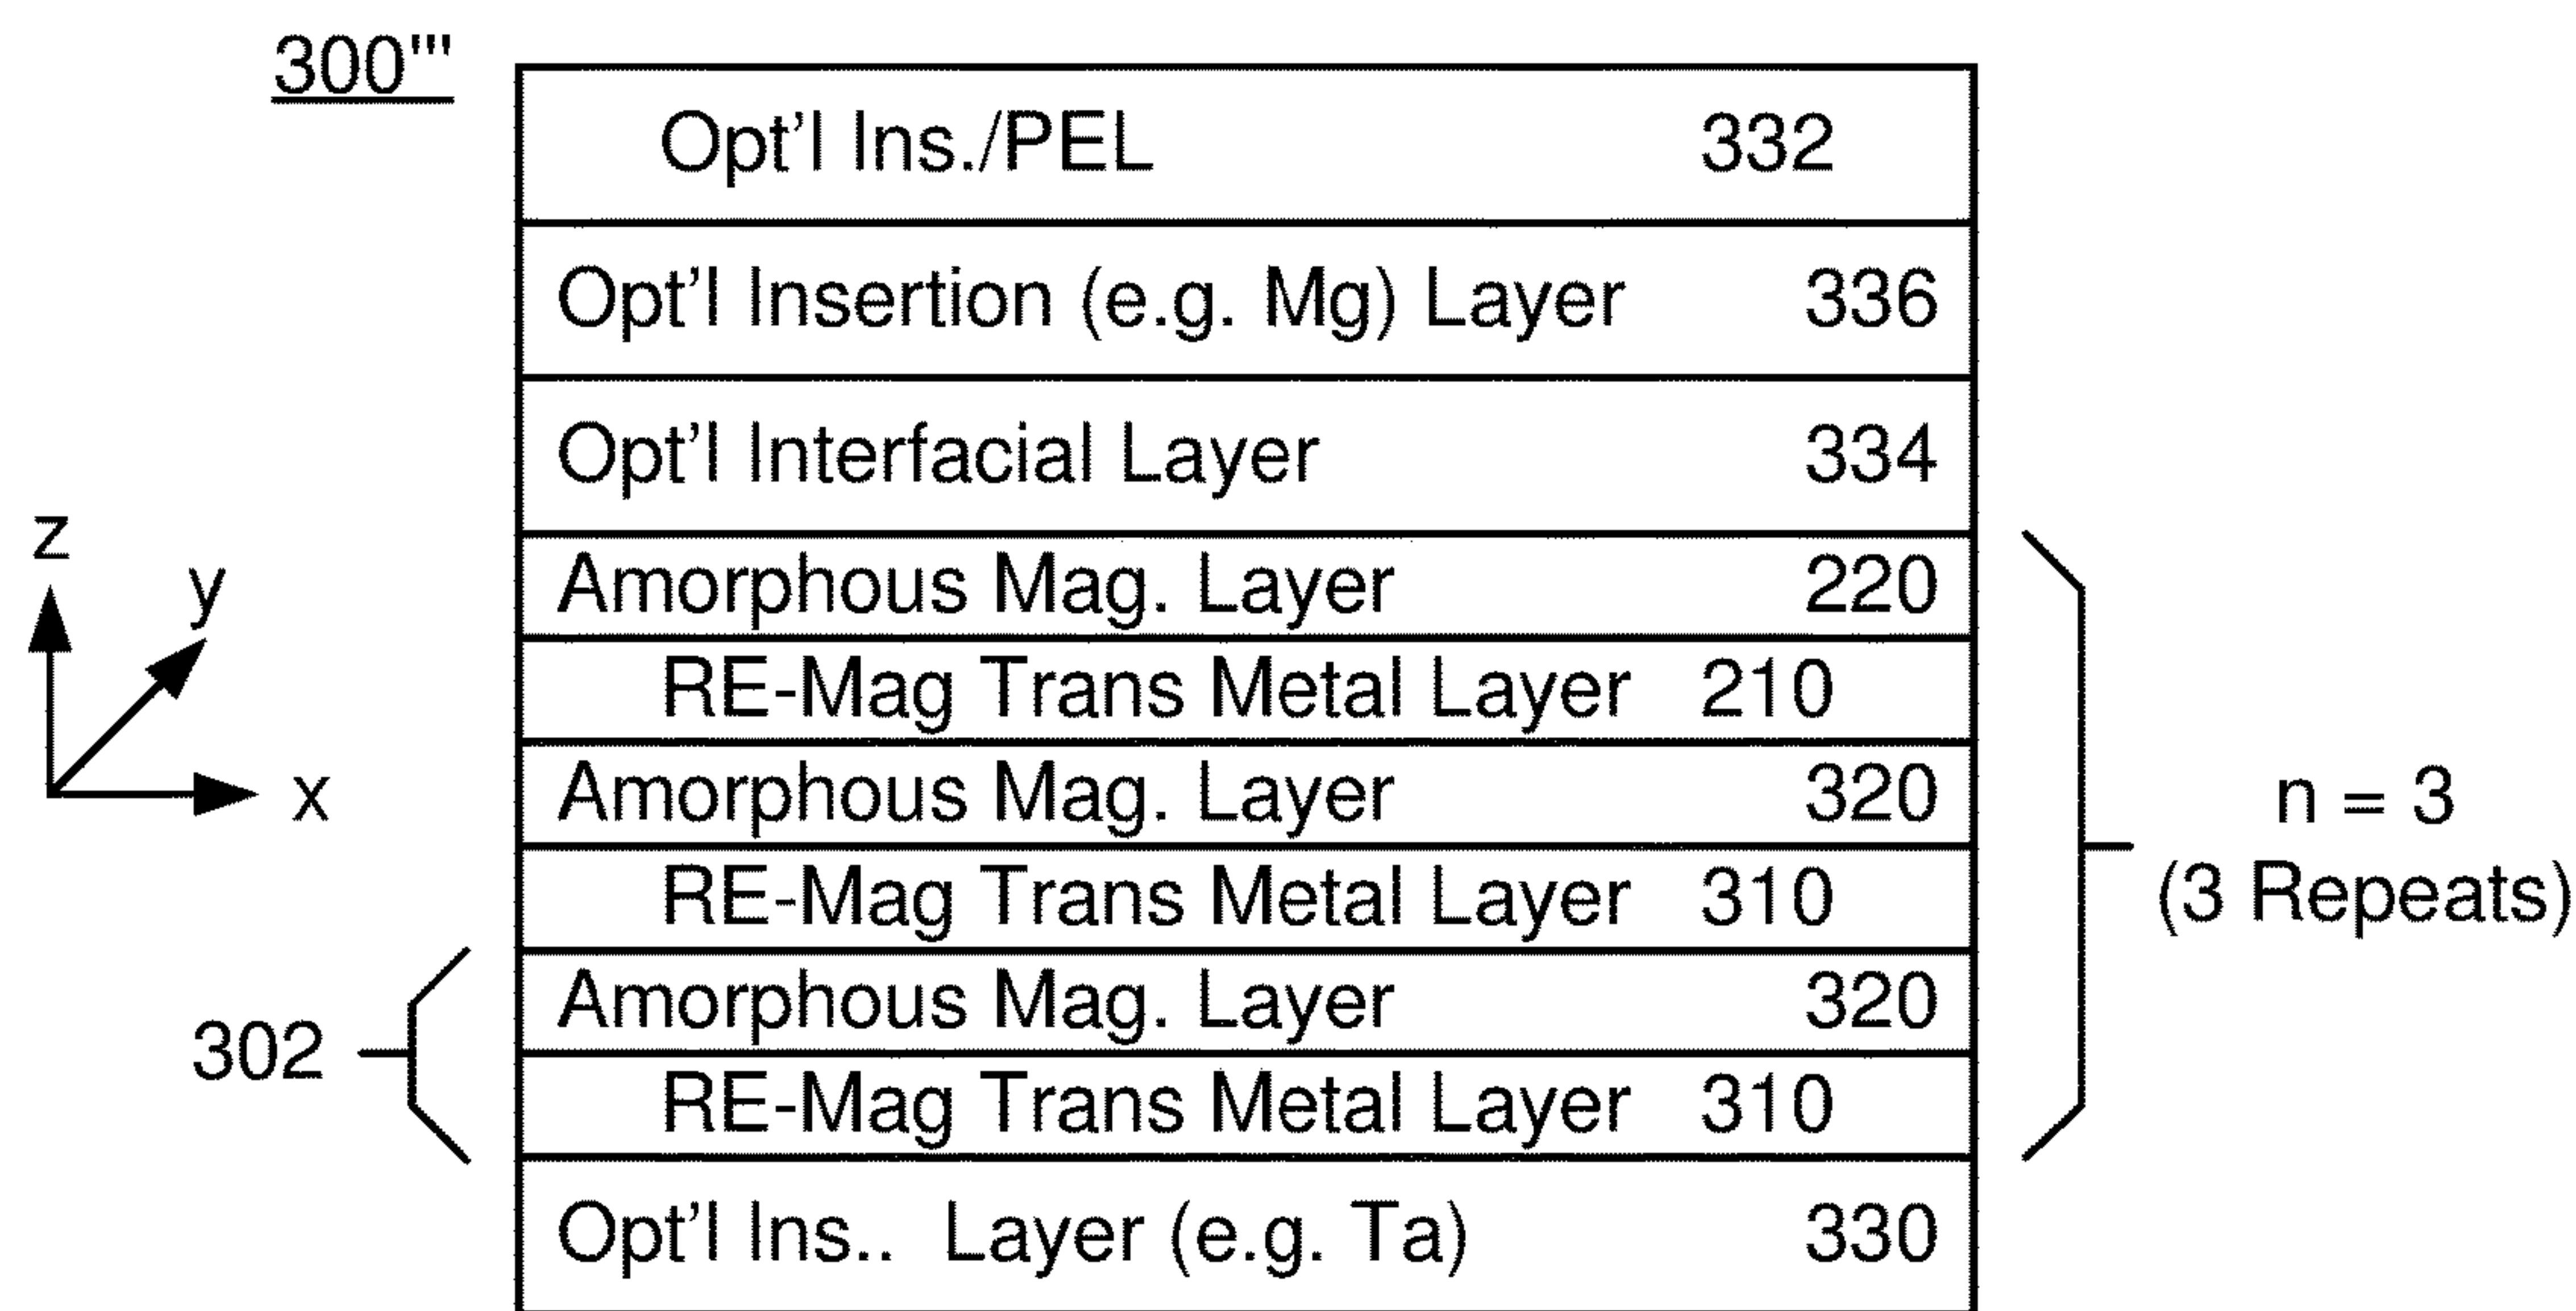 300'''
Opt'l Ins./PEL 332
Opt'l Insertion (e.g. Mg) Layer 336
Opt'l Interfacial Layer 334
Amorphous Mag. Layer 220
RE-Mag Trans Metal Layer 210
Amorphous Mag. Layer 320
RE-Mag Trans Metal Layer 310
Amorphous Mag. Layer 320
RE-Mag Trans Metal Layer 310
Opt'l Ins.. Layer (e.g. Ta) 330
z
y
x
302
n = 3
(3 Repeats)